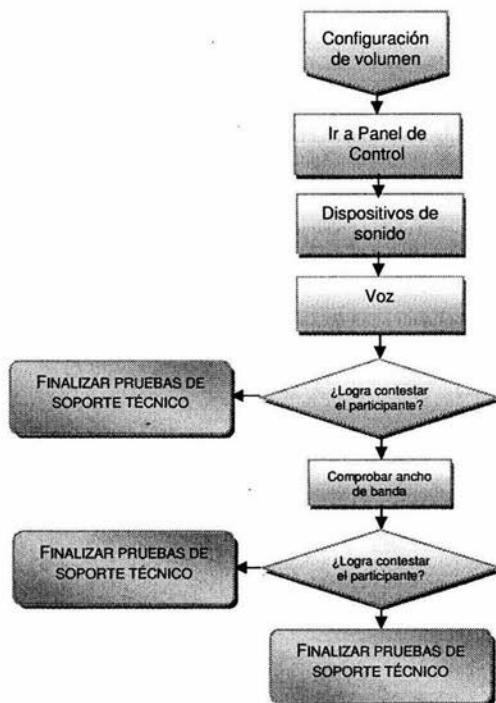 Configuración
de volumen
Ir a Panel de
Control
Dispositivos de
sonido
Voz
FINALIZAR PRUEBAS DE
SOPORTE TÉCNICO
¿Logra contestar
el participante?
Comprobar ancho
de banda
FINALIZAR PRUEBAS DE
SOPORTE TÉCNICO
¿Logra contestar
el participante?
FINALIZAR PRUEBAS DE
SOPORTE TÉCNICO